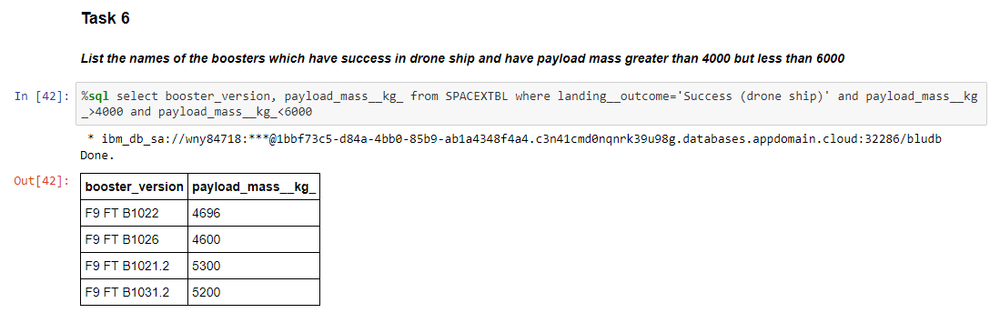 Task 6
List the names of the boosters which have success in drone ship and have payload mass greater than 4000 but less than 6000
In [42]: %sql select booster_version, payload_mass__kg_ from SPACEXTBL where landing__outcome='Success (drone ship)' and payload_mass__kg
_>4000 and payload_mass__kg_<6000
* ibm_db_sa://wny84718:***@1bbf73c5-d84a-4bb0-85b9-ab1a4348f4a4.c3n41cmd0nqnrk39u98g.databases.appdomain.cloud:32286/bludb
Done.
Out[42]: booster_version payload_mass__kg_
F9 FT B1022 4696
F9 FT B1026 4600
F9 FT B1021.2 5300
F9 FT B1031.2 5200